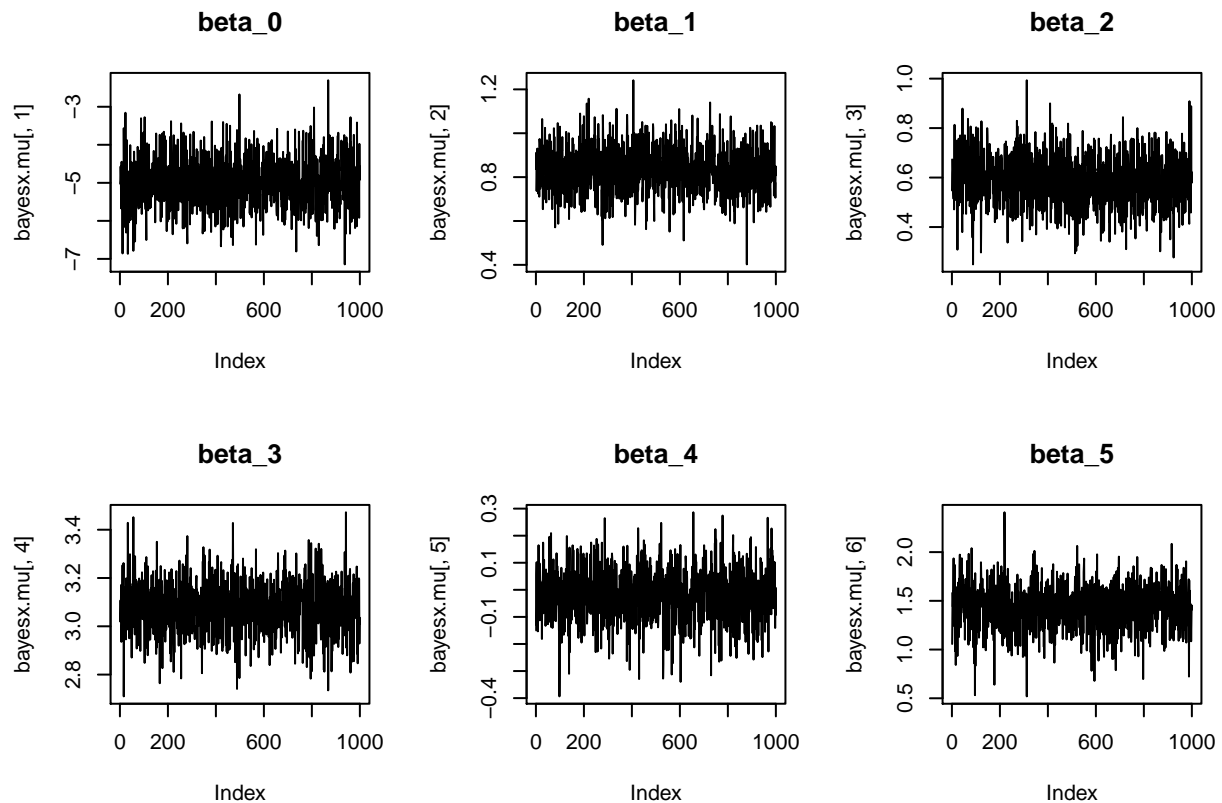 beta_0
bayesx.mu[, 1]
-3
-5
-7
0 200 600 1000
Index
beta_1
bayesx.mu[, 2]
1.2
0.8
0.4
0 200 600 1000
Index
beta_2
bayesx.mu[, 3]
1.0
0.8
0.6
0.4
0 200 600 1000
Index
beta_3
bayesx.mu[, 4]
3.4
3.2
3.0
2.8
0 200 600 1000
Index
beta_4
bayesx.mu[, 5]
0.3
0.1
-0.1
-0.4
0 200 600 1000
Index
beta_5
bayesx.mu[, 6]
2.0
1.5
1.0
0.5
0 200 600 1000
Index